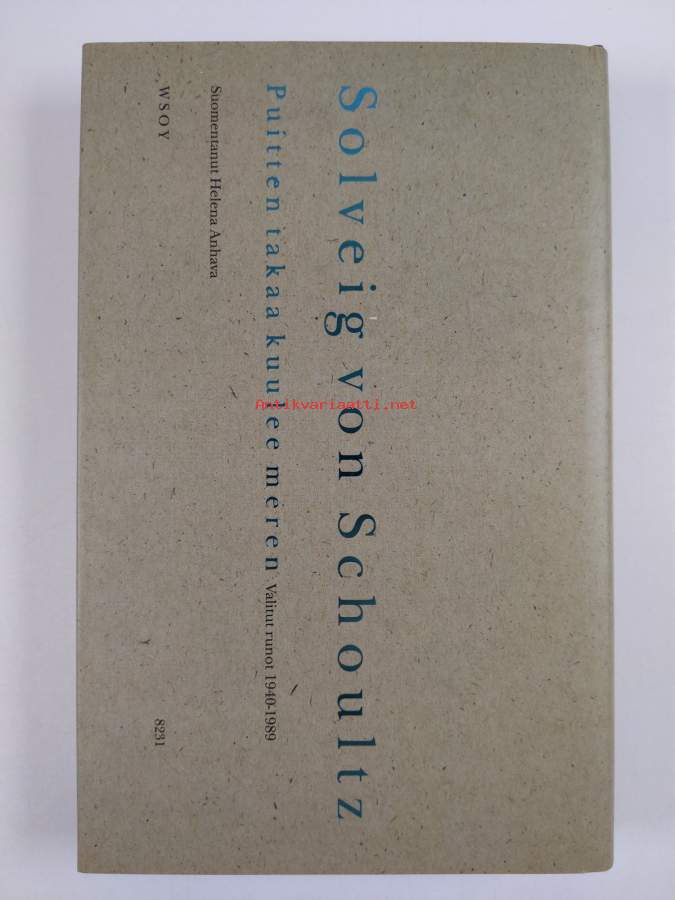 Solveig von Schoultz
Puitten takaa kuulee meren Valitut runot 1940-1989
Suomentanut Helena Anhava
WSOY 8231
Antikvariaatti.net